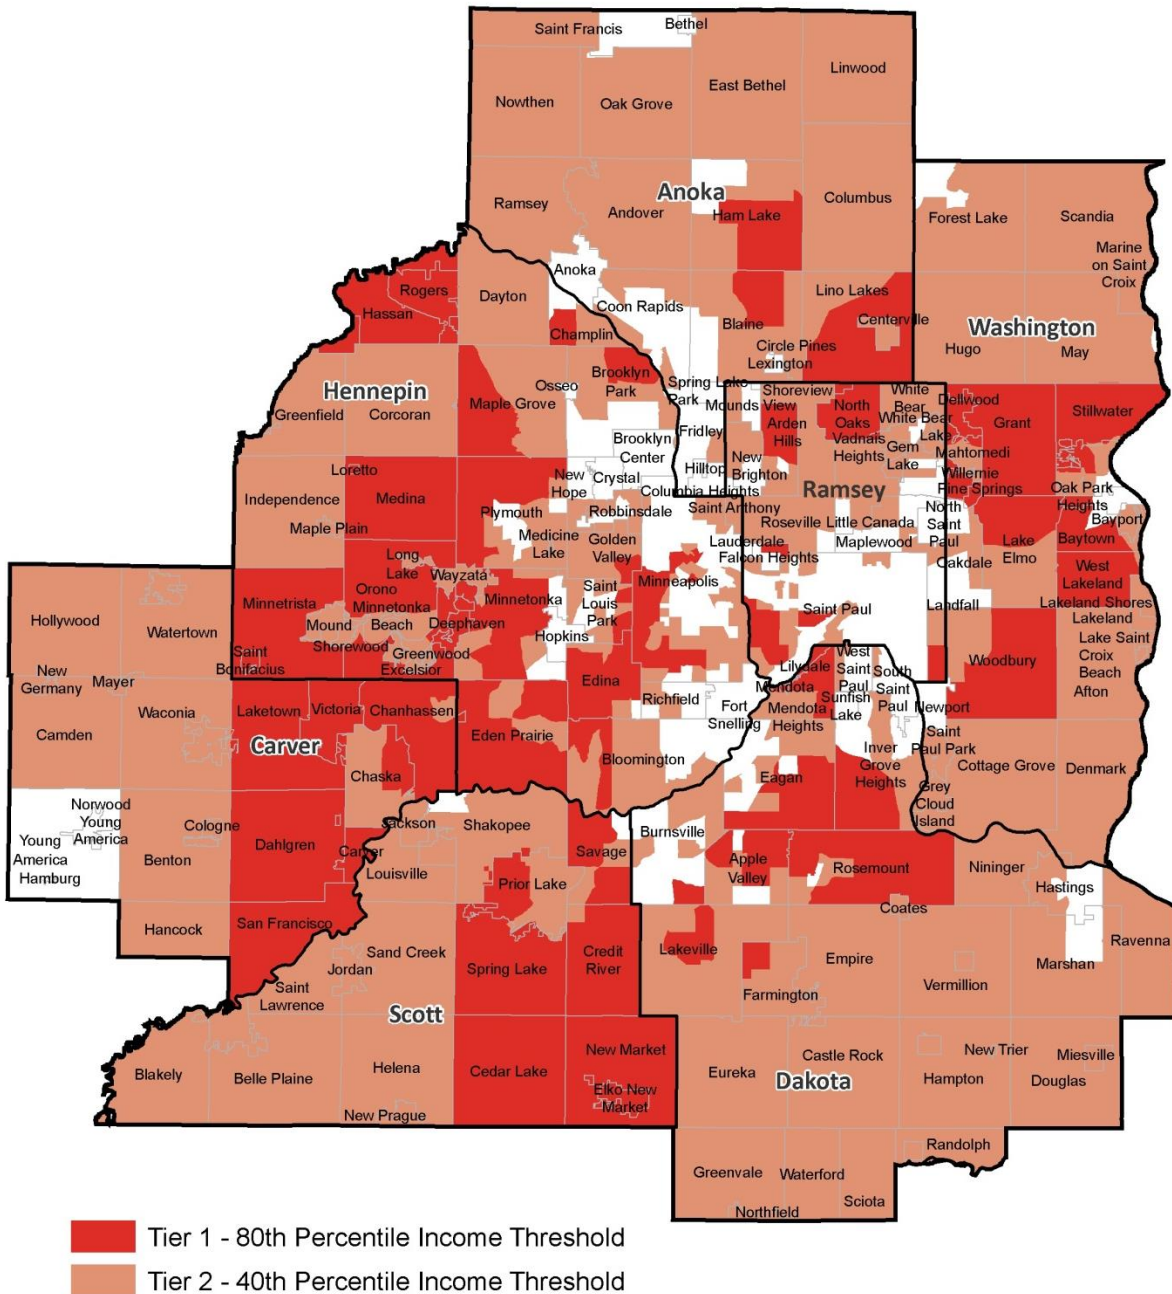 Saint Francis
Bethel
Linwood
East Bethel
Nowthen
Oak Grove
Anoka
Ramsey
Andover
Ham Lake
Columbus
Forest Lake
Scandia
Marine
on Saint
Croix
Anoka
Rogers
Hassan
Dayton
Coon Rapids
Lino Lakes
Centerville
Champlin
Blaine
Washington
Circle Pines
Lexington
Hugo
May
Hennepin
Osseo
Brooklyn
Park
Spring Lake
Park
Maple Grove
Greenfield
Corcoran
Shoreview
Mounds View
North
Oaks
White
Bear
White Bear
Lake
Dellwood
Grant
Stillwater
Arden
Hills
Vadnais
Heights
Gem
Lake
Mahtomedi
Willernie
Pine Springs
Fridley
Brooklyn
Center
Hilltop
New
Brighton
Loretto
Medina
Independence
Maple Plain
New
Hope
Crystal
Columbia Heights
Ramsey
Oak Park
Heights
Bayport
Plymouth
Robbinsdale
Saint Anthony
Roseville
Little Canada
North
Saint
Paul
Maplewood
Lake
Elmo
Baytown
Medicine
Lake
Golden
Valley
Lauderdale
Falcon Heights
Oakdale
West
Lakeland
Long
Lake
Wayzata
Orono
Minnetonka
Beach
Minnetrista
Mound
Minnetonka
Deephaven
Saint
Louis
Park
Minneapolis
Saint Paul
Landfall
Lakeland Shores
Lakeland
Lake Saint
Croix
Beach
Afton
Hollywood
Watertown
Hopkins
Shorewood
Greenwood
Excelsior
Saint
Bonifacius
Edina
Richfield
Fort
Snelling
Lilydale
West
Saint
Paul
South
Saint
Paul
Mendota
Mendota
Heights
Sunfish
Lake
Newport
Woodbury
New
Germany
Mayer
Waconia
Camden
Laketown
Victoria
Chanhassen
Carver
Eden Prairie
Bloomington
Chaska
Eagan
Inver
Grove
Heights
Saint
Paul Park
Cottage Grove
Denmark
Grey
Cloud
Island
Norwood
Young
America
Young
America
Hamburg
Cologne
Benton
Dahlgren
Carver
Jackson
Shakopee
Louisville
Savage
Burnsville
Prior Lake
Apple
Valley
Rosemount
Coates
Nininger
Hastings
Hancock
San Francisco
Sand Creek
Jordan
Saint
Lawrence
Spring Lake
Credit
River
Lakeville
Empire
Farmington
Vermillion
Marshan
Ravenna
Scott
Blakely
Belle Plaine
Helena
New Prague
Cedar Lake
New Market
Elko New
Market
Eureka
Castle Rock
Dakota
Hampton
New Trier
Miesville
Douglas
Greenvale
Waterford
Sciota
Randolph
Northfield
Tier 1 - 80th Percentile Income Threshold
Tier 2 - 40th Percentile Income Threshold